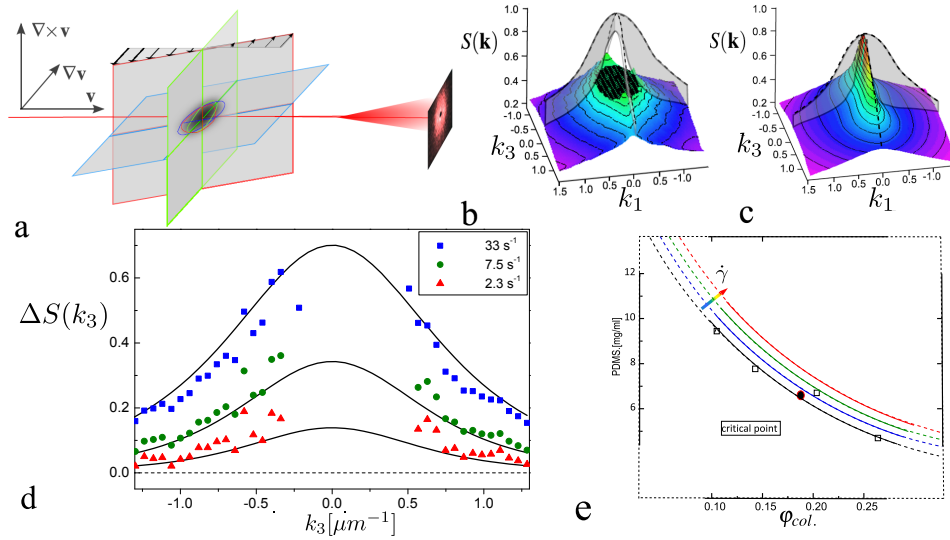 ∇×v
∇v
v
a
S(k)
1.0
0.8
0.6
0.4
0.2
-1.0
-0.5
0.0
0.5
1.0
k₃
1.5
1.0
0.5
0.0
-1.0
k₁
b
S(k)
1.0
0.8
0.6
0.4
0.2
-1.0
-0.5
0.0
0.5
1.0
k₃
1.5
1.0
0.5
0.0
-1.0
k₁
c
ΔS(k₃)
0.6
0.4
0.2
0.0
33 s⁻¹
7.5 s⁻¹
2.3 s⁻¹
-1.0
-0.5
0.0
0.5
1.0
k₃[μm⁻¹]
d
PDMS.[mg/ml]
12
10
8
6
γ̇
critical point
0.10
0.15
0.20
0.25
φcol.
e